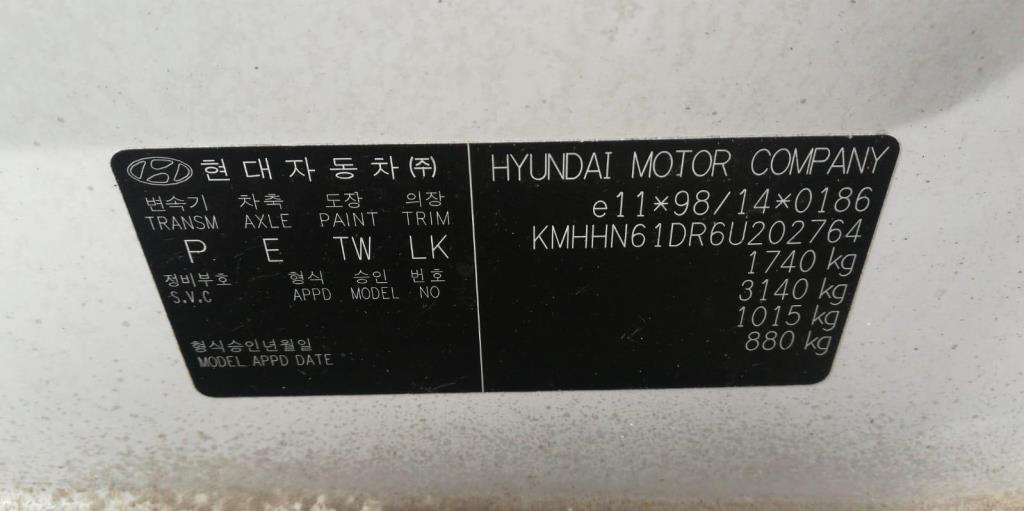 현대자동차㈜
변속기 차축 도장 의장
TRANSM AXLE PAINT TRIM
P E TW LK
정비부호 형식 승인 번호
S.V.C APPD MODEL NO
형식승인년월일
MODEL APPD DATE
HYUNDAI MOTOR COMPANY
e11*98/14*0186
KMHHN61DR6U202764
1740 kg
3140 kg
1015 kg
880 kg